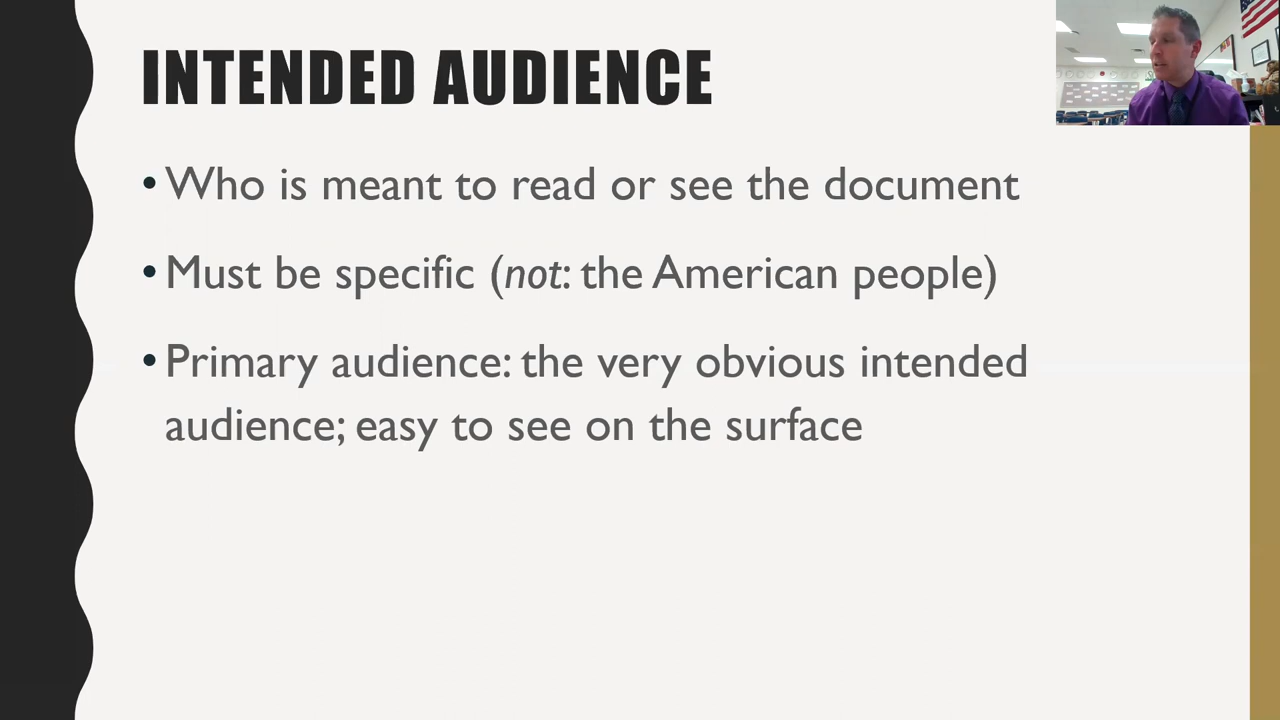 INTENDED AUDIENCE
• Who is meant to read or see the document
• Must be specific (not: the American people)
• Primary audience: the very obvious intended
audience; easy to see on the surface